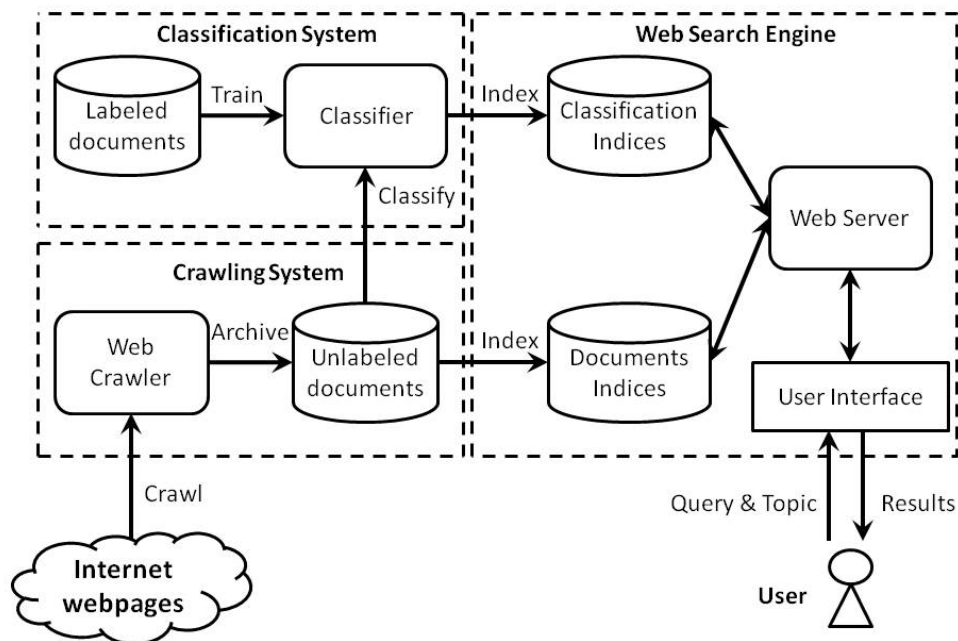 Classification System
Web Search Engine
Labeled
documents
Train
Classifier
Index
Classification
Indices
Classify
Web Server
Crawling System
Web
Crawler
Archive
Unlabeled
documents
Index
Documents
Indices
User Interface
Crawl
Query & Topic
Results
Internet
webpages
User